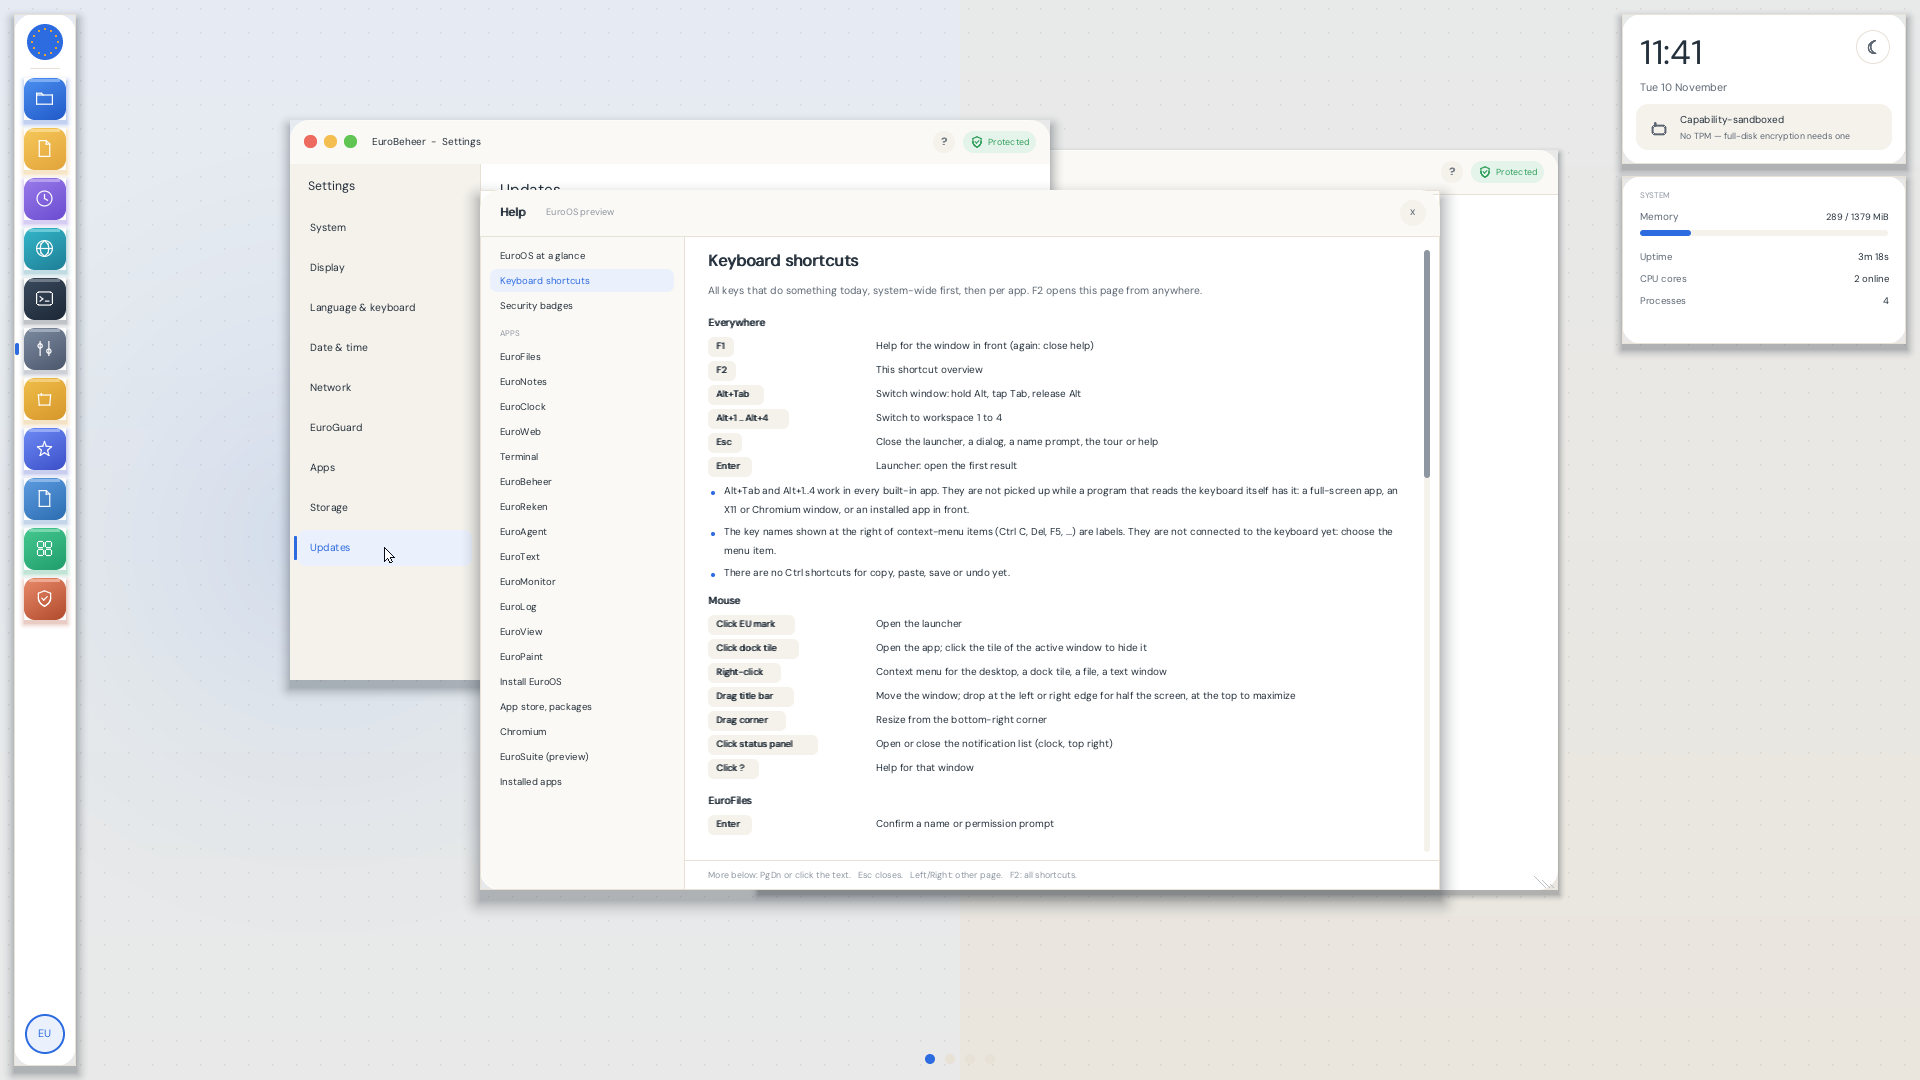 EuroBeheer - Settings
?
Protected
Settings
System
Display
Language & keyboard
Date & time
Network
EuroGuard
Apps
Storage
Updates
Updates
?
Protected
Help
EuroOS preview
x
EuroOS at a glance
Keyboard shortcuts
Security badges
APPS
EuroFiles
EuroNotes
EuroClock
EuroWeb
Terminal
EuroBeheer
EuroReken
EuroAgent
EuroText
EuroMonitor
EuroLog
EuroView
EuroPaint
Install EuroOS
App store, packages
Chromium
EuroSuite (preview)
Installed apps
Keyboard shortcuts
All keys that do something today, system-wide first, then per app. F2 opens this page from anywhere.
Everywhere
F1 Help for the window in front (again: close help)
F2 This shortcut overview
Alt+Tab Switch window: hold Alt, tap Tab, release Alt
Alt+1 .. Alt+4 Switch to workspace 1 to 4
Esc Close the launcher, a dialog, a name prompt, the tour or help
Enter Launcher: open the first result
Alt+Tab and Alt+1..4 work in every built-in app. They are not picked up while a program that reads the keyboard itself has it: a full-screen app, an
X11 or Chromium window, or an installed app in front.
The key names shown at the right of context-menu items (Ctrl C, Del, F5, ...) are labels. They are not connected to the keyboard yet: choose the
menu item.
There are no Ctrl shortcuts for copy, paste, save or undo yet.
Mouse
Click EU mark Open the launcher
Click dock tile Open the app; click the tile of the active window to hide it
Right-click Context menu for the desktop, a dock tile, a file, a text window
Drag title bar Move the window; drop at the left or right edge for half the screen, at the top to maximize
Drag corner Resize from the bottom-right corner
Click status panel Open or close the notification list (clock, top right)
Click ? Help for that window
EuroFiles
Enter Confirm a name or permission prompt
More below: PgDn or click the text. Esc closes. Left/Right: other page. F2: all shortcuts.
11:41
Tue 10 November
Capability-sandboxed
No TPM — full-disk encryption needs one
SYSTEM
Memory 289 / 1379 MiB
Uptime 3m 18s
CPU cores 2 online
Processes 4
EU